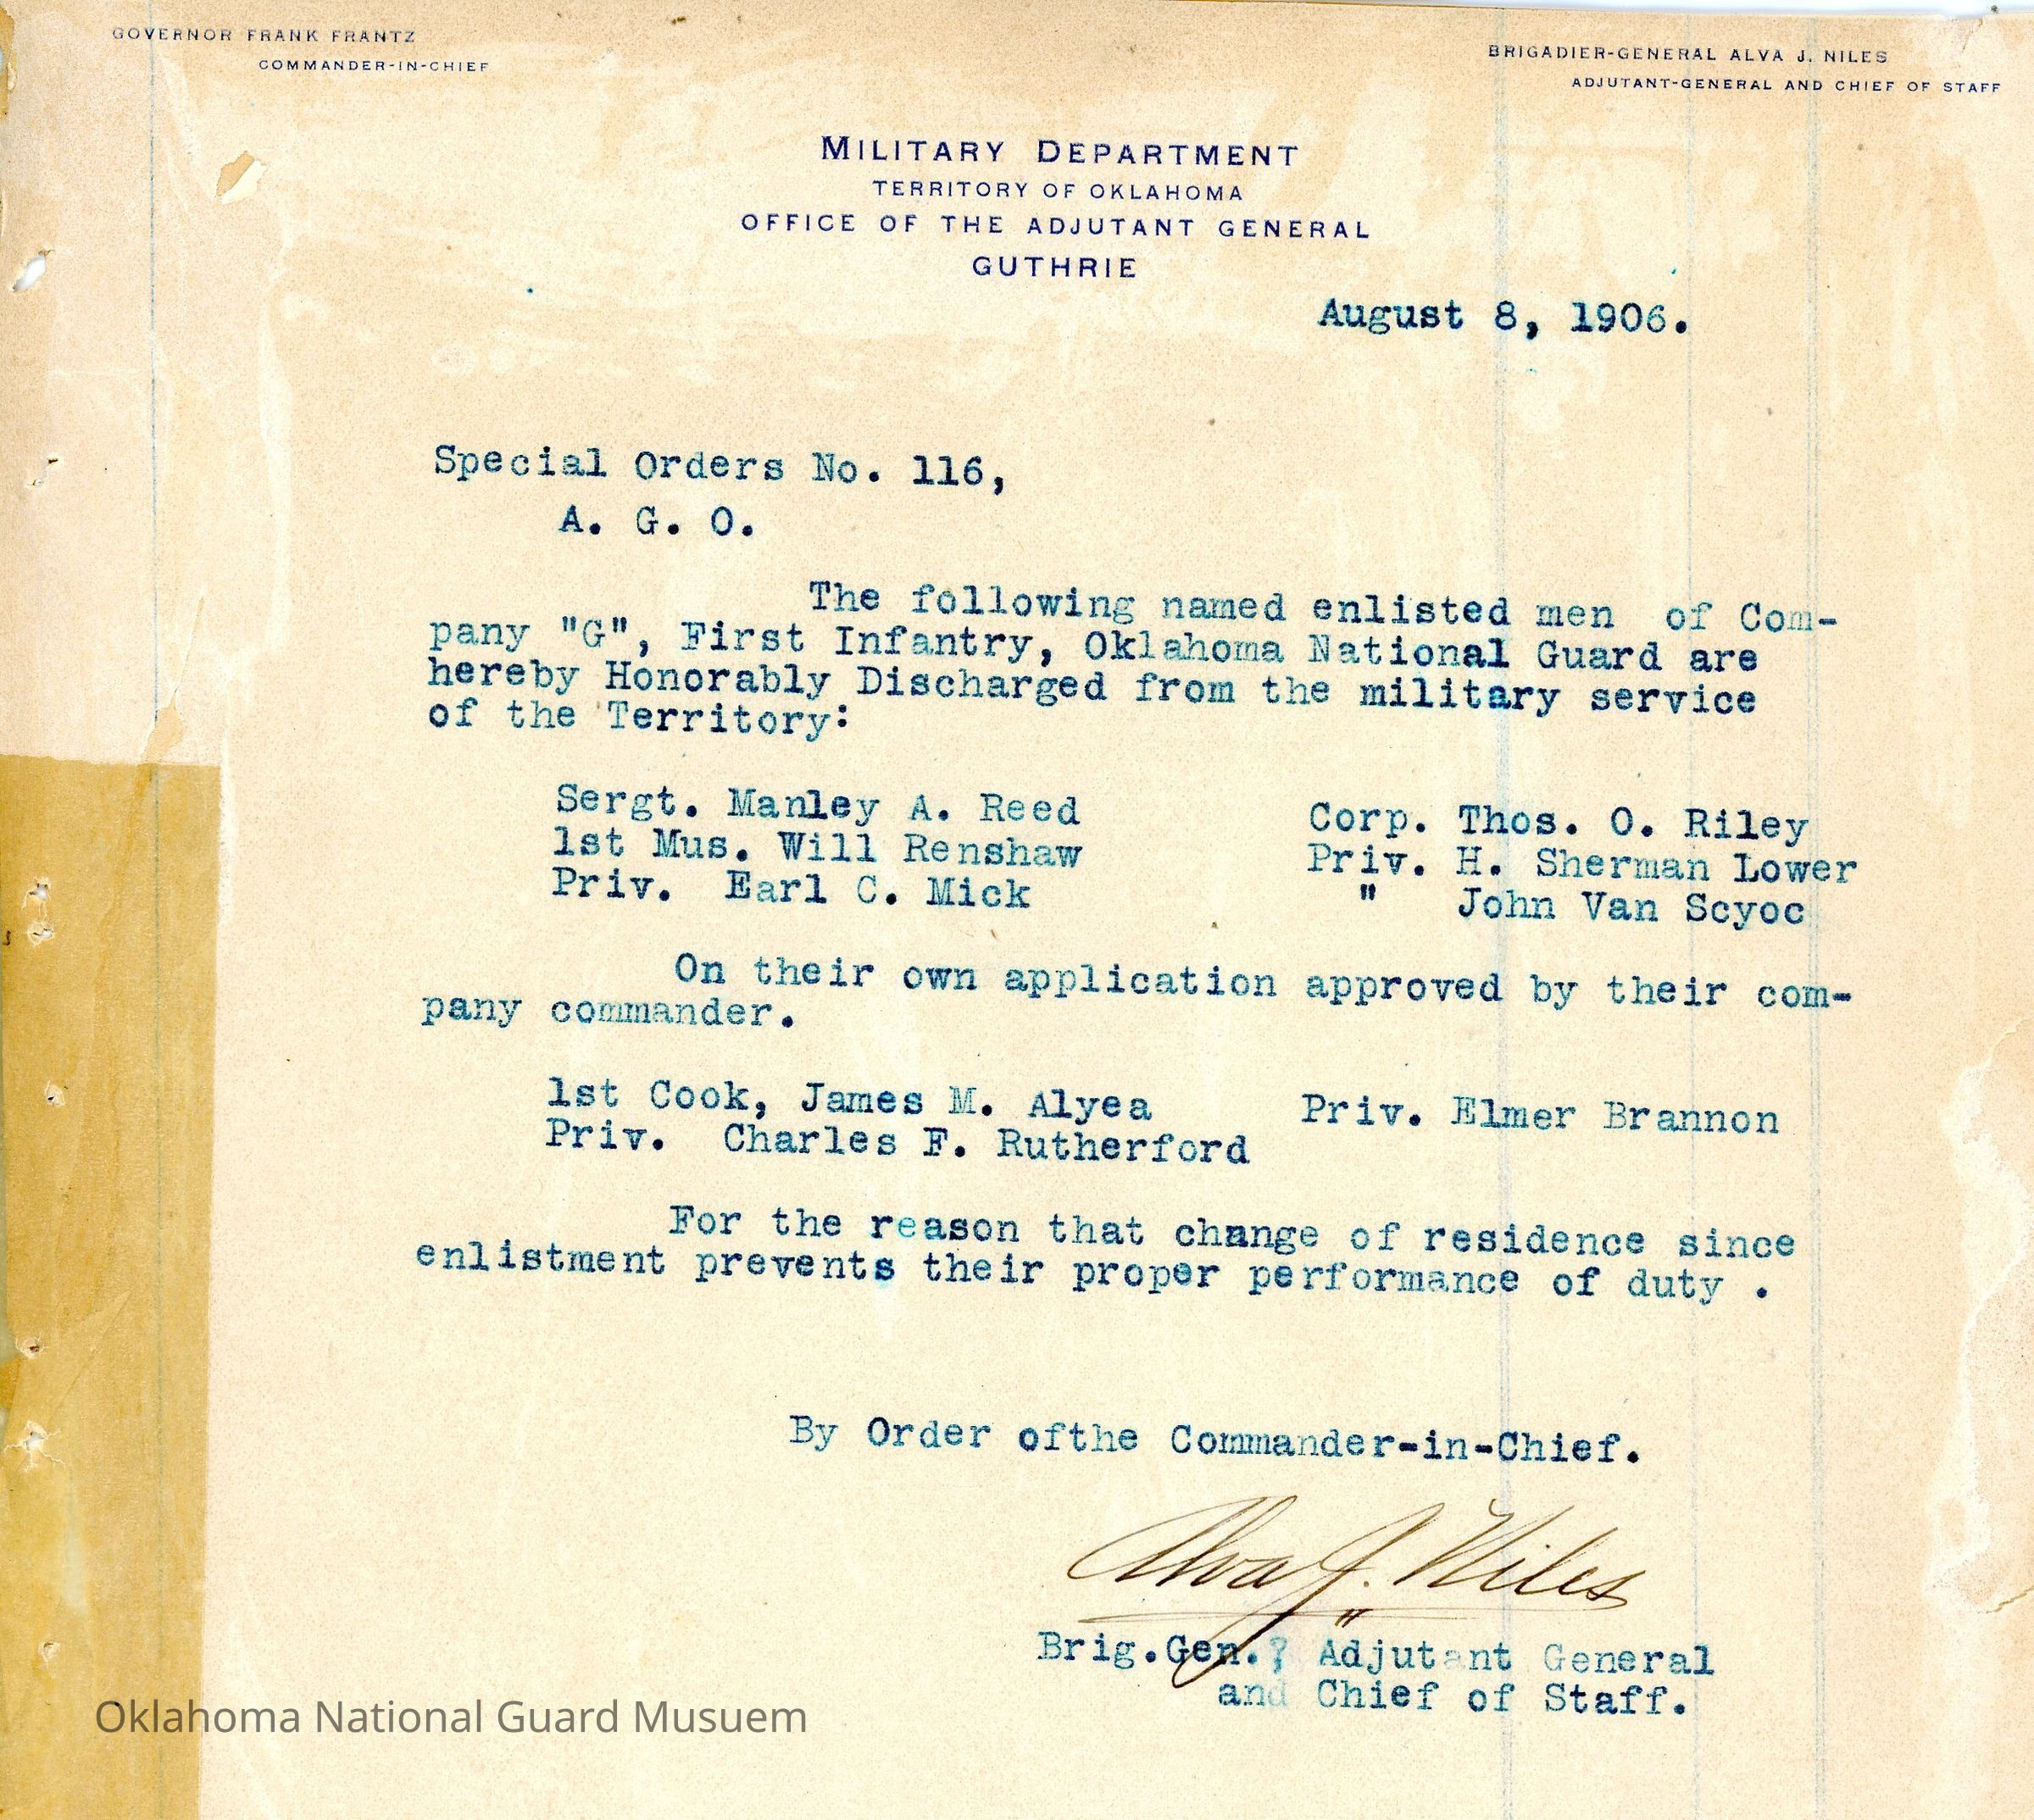 GOVERNOR FRANK FRANTZ
COMMANDER-IN-CHIEF
BRIGADIER-GENERAL ALVA J. NILES
ADJUTANT-GENERAL AND CHIEF OF STAFF
MILITARY DEPARTMENT
TERRITORY OF OKLAHOMA
OFFICE OF THE ADJUTANT GENERAL
GUTHRIE
August 8, 1906.
Special Orders No. 116,
A. G. O.
The following named enlisted men of Com-
pany "G", First Infantry, Oklahoma National Guard are
hereby Honorably Discharged from the military service
of the Territory:
Sergt. Manley A. Reed Corp. Thos. O. Riley
1st Mus. Will Renshaw Priv. H. Sherman Lower
Priv. Earl C. Mick " John Van Scyoc
On their own application approved by their com-
pany commander.
1st Cook, James M. Alyea Priv. Elmer Brannon
Priv. Charles F. Rutherford
For the reason that change of residence since
enlistment prevents their proper performance of duty .
By Order ofthe Commander-in-Chief.
Alva J. Niles
Brig.Gen., Adjutant General
and Chief of Staff.
Oklahoma National Guard Musuem